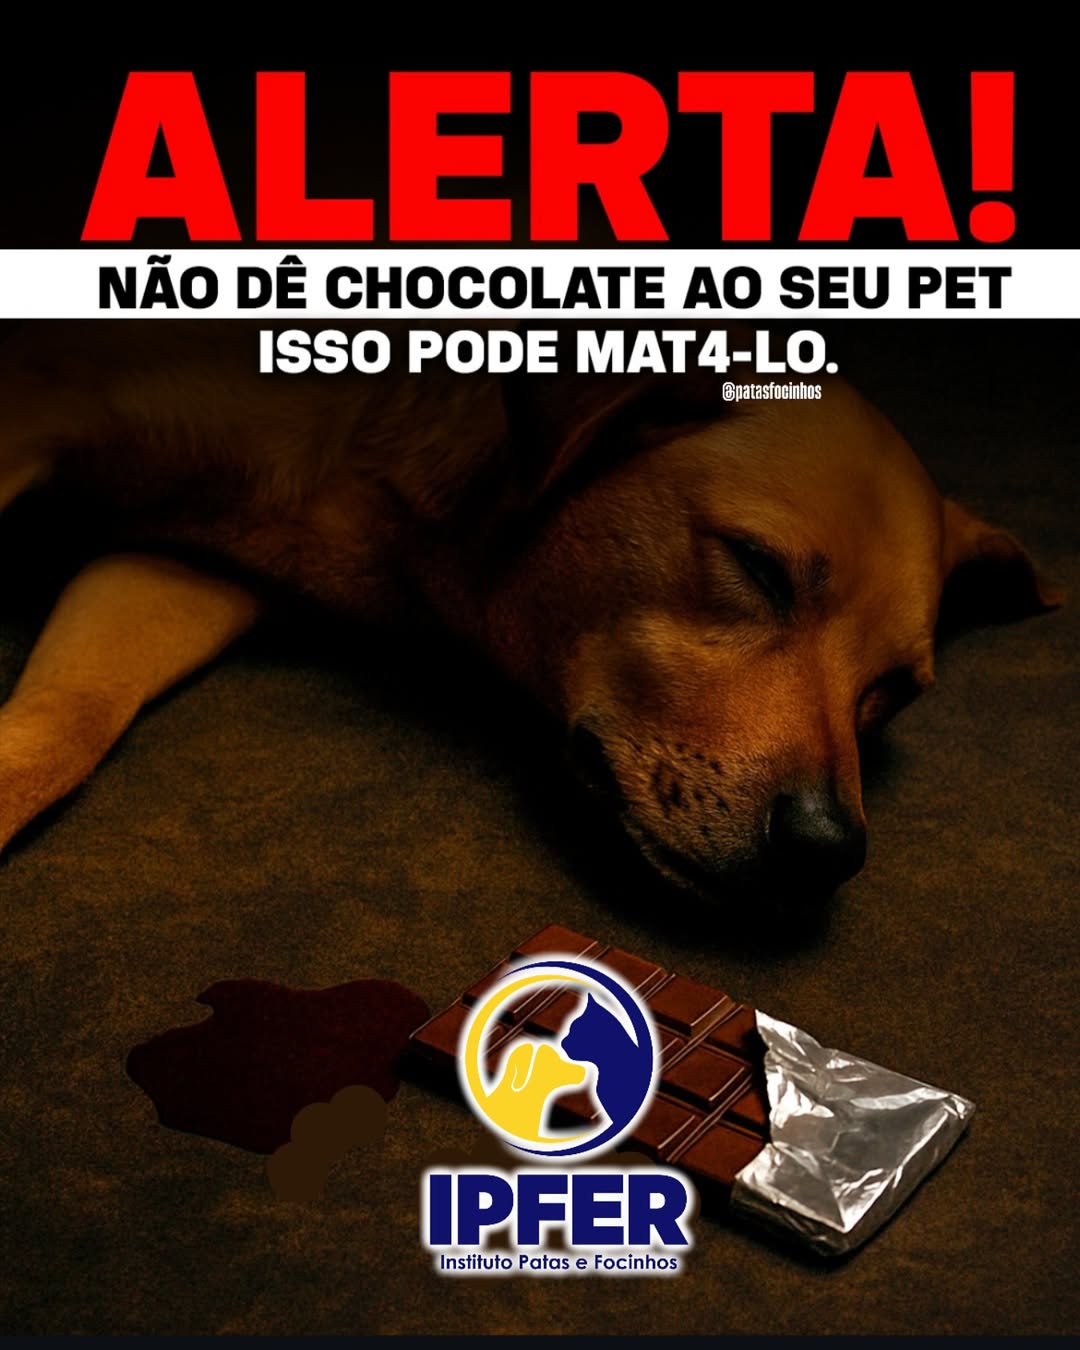 ALERTA!
NÃO DÊ CHOCOLATE AO SEU PET
ISSO PODE MAT4-LO.
@patasfocinhos
IPFER
Instituto Patas e Focinhos